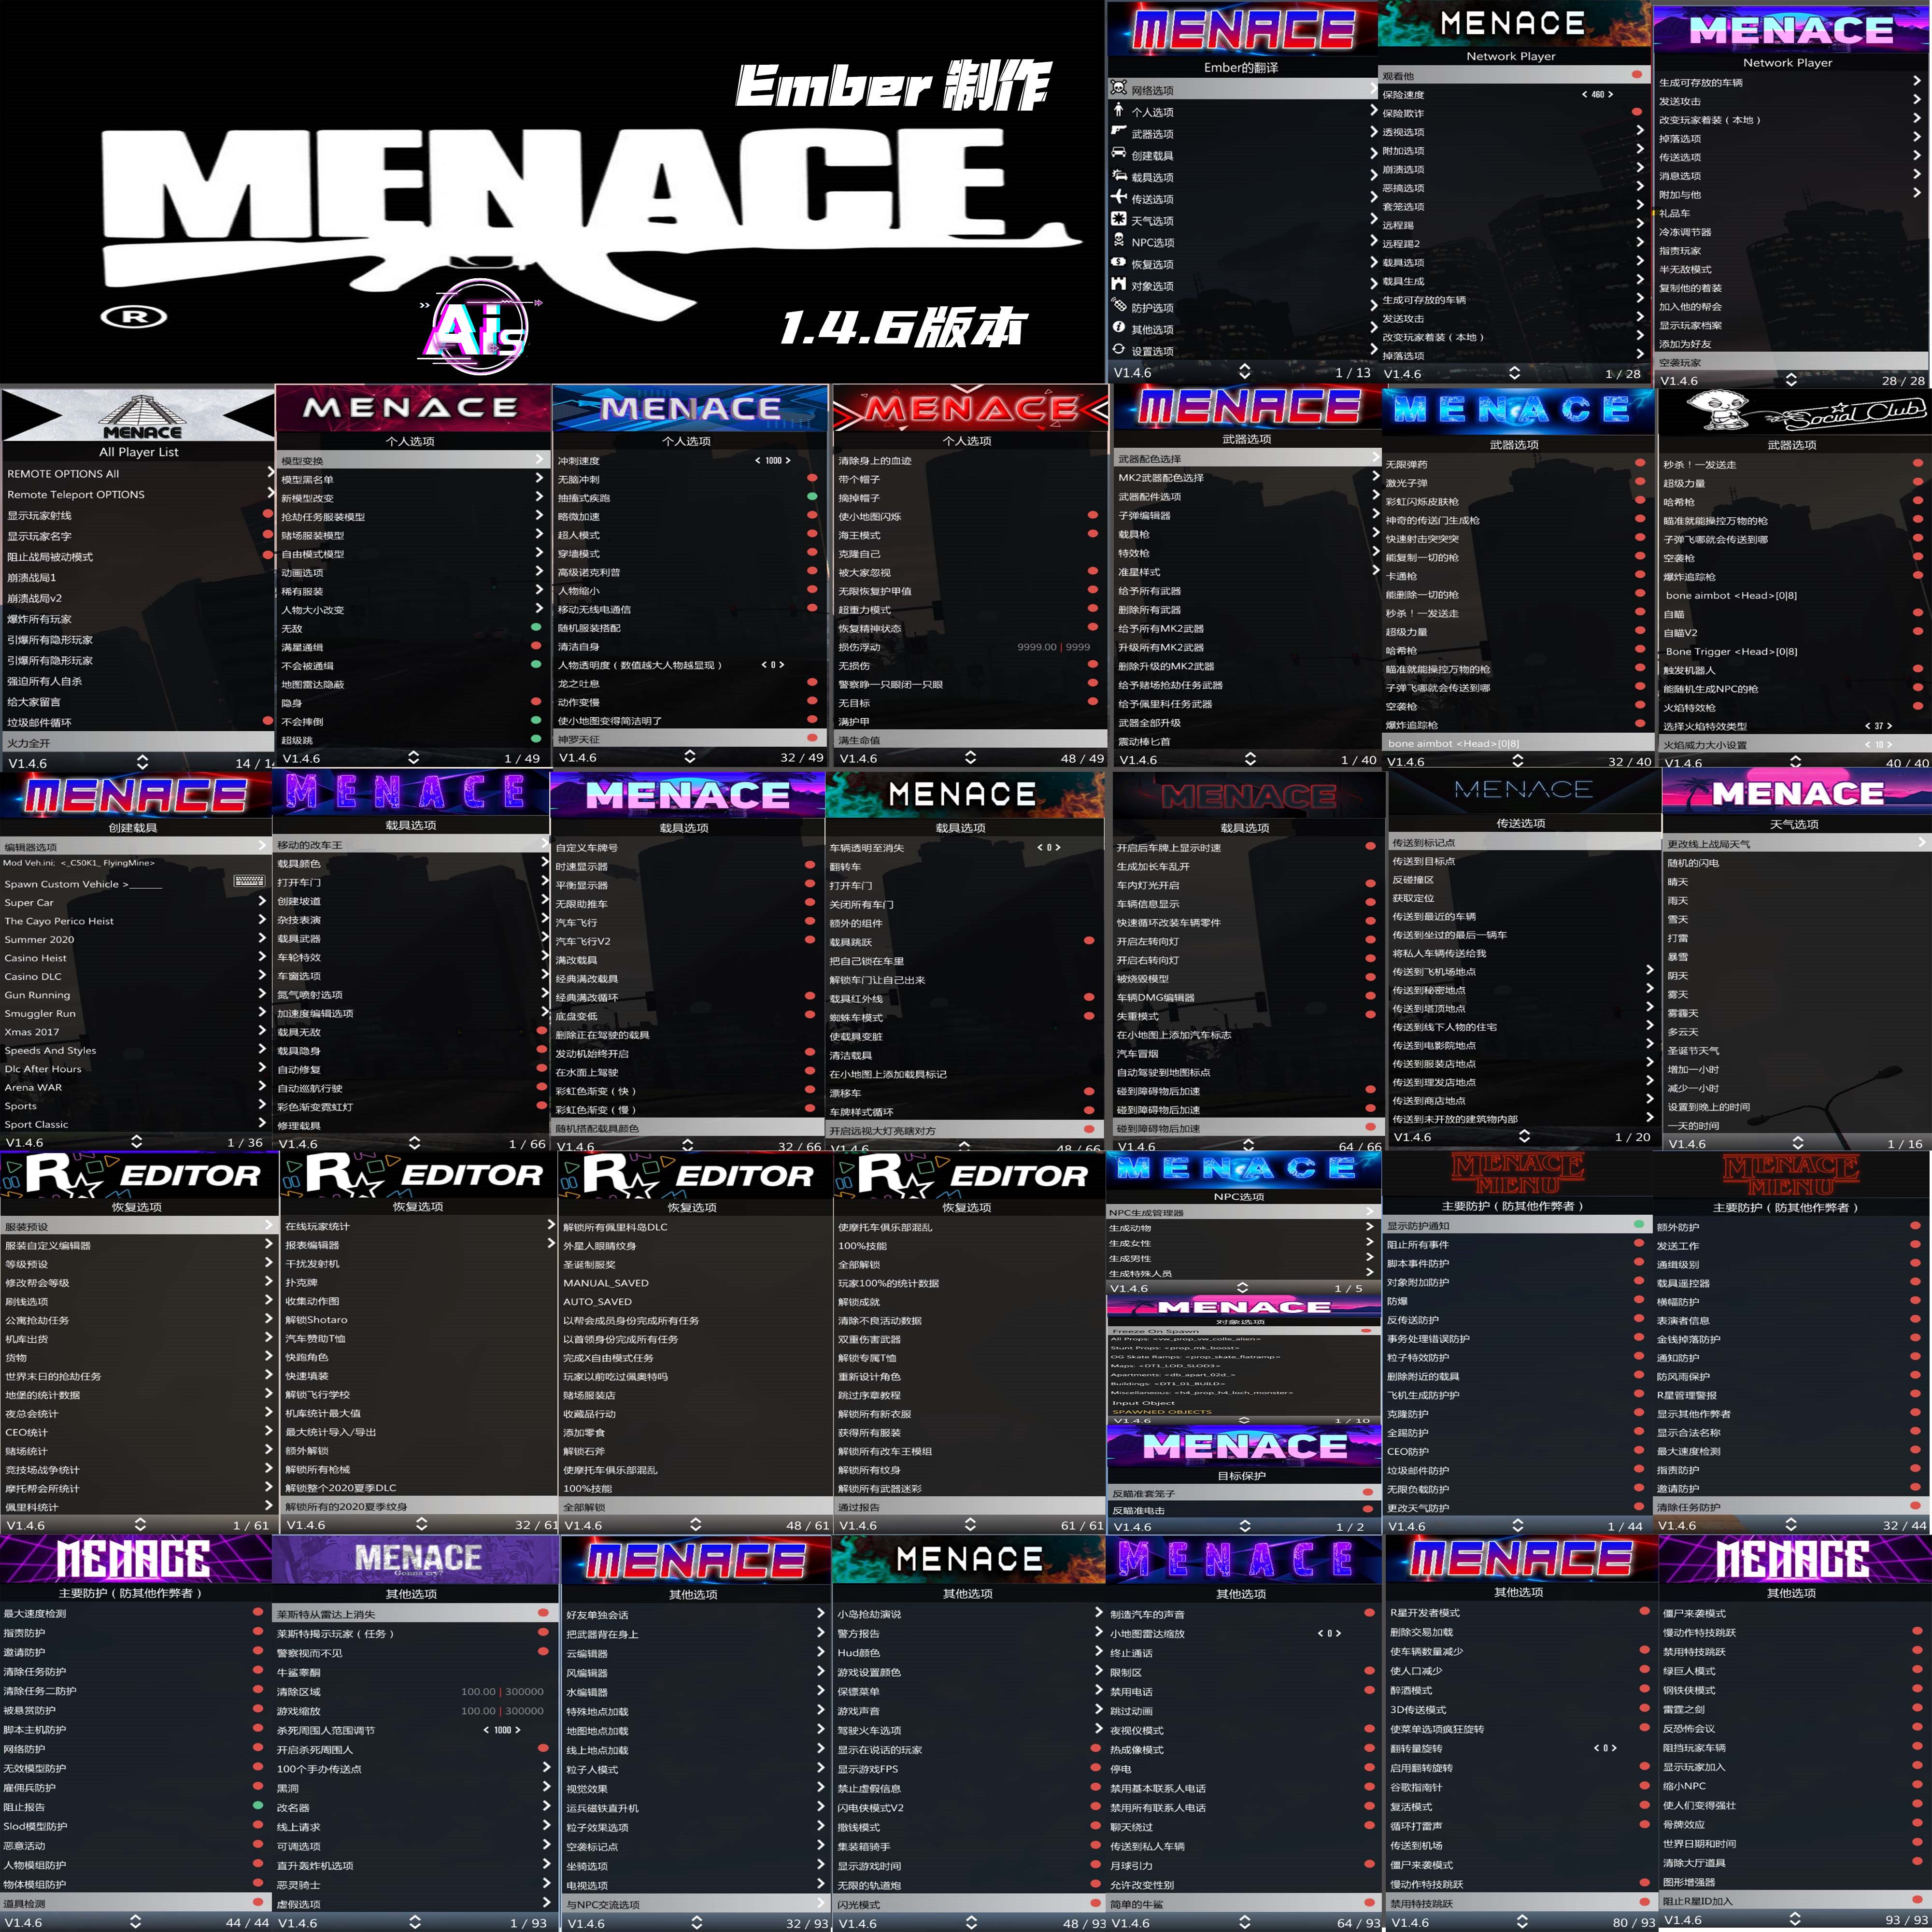 Ember 制作
MENACE
®
Ais
1.4.6版本
MENACE
Ember的翻译
网络选项
个人选项
武器选项
创建载具
载具选项
传送选项
天气选项
NPC选项
恢复选项
对象选项
防护选项
其他选项
设置选项
V1.4.6 1 / 13
MENACE
Network Player
观看他
保险速度 < 460 >
保险欺诈
透视选项
附加选项
崩溃选项
恶搞选项
套笼选项
远程踢
远程踢2
载具选项
载具生成
生成可存放的车辆
发送攻击
改变玩家着装（本地）
掉落选项
V1.4.6 1 / 28
MENACE
Network Player
生成可存放的车辆
发送攻击
改变玩家着装（本地）
掉落选项
传送选项
消息选项
附加与他
礼品车
冷冻调节器
指责玩家
半无敌模式
复制他的着装
加入他的帮会
显示玩家档案
添加为好友
空袭玩家
V1.4.6 28 / 28
MENACE
All Player List
REMOTE OPTIONS All
Remote Teleport OPTIONS
显示玩家射线
显示玩家名字
阻止战局被动模式
崩溃战局1
崩溃战局v2
爆炸所有玩家
引爆所有隐形玩家
引爆所有隐形玩家
强迫所有人自杀
给大家留言
垃圾邮件循环
火力全开
V1.4.6 14 / 1
MENACE
个人选项
模型变换
模型黑名单
新模型改变
抢劫任务服装模型
赌场服装模型
自由模式模型
动画选项
稀有服装
人物大小改变
无敌
满星通缉
不会被通缉
地图雷达隐蔽
隐身
不会摔倒
超级跳
V1.4.6 1 / 49
MENACE
个人选项
冲刺速度 < 1000 >
无脑冲刺
抽搐式疾跑
略微加速
超人模式
穿墙模式
高级诺克利普
人物缩小
移动无线电通信
随机服装搭配
清洁自身
人物透明度（数值越大人物越显现） < 0 >
龙之吐息
动作变慢
使小地图变得简洁明了
神罗天征
V1.4.6 32 / 49
MENACE
个人选项
清除身上的血迹
带个帽子
摘掉帽子
使小地图闪烁
海王模式
克隆自己
被大家忽视
无限恢复护甲值
超重力模式
恢复精神状态
损伤浮动 9999.00 | 9999
无损伤
警察睁一只眼闭一只眼
无目标
满护甲
满生命值
V1.4.6 48 / 49
MENACE
武器选项
武器配色选择
MK2武器配色选择
武器配件选项
子弹编辑器
载具枪
特效枪
准星样式
给予所有武器
删除所有武器
给予所有MK2武器
升级所有MK2武器
删除升级的MK2武器
给予赌场抢劫任务武器
给予佩里科任务武器
武器全部升级
震动棒匕首
V1.4.6 1 / 40
MENACE
武器选项
无限弹药
激光子弹
彩虹闪烁皮肤枪
神奇的传送门生成枪
快速射击突突突
能复制一切的枪
卡通枪
能删除一切的枪
秒杀！一发送走
超级力量
哈希枪
瞄准就能操控万物的枪
子弹飞哪就会传送到哪
空袭枪
爆炸追踪枪
bone aimbot <Head>[0|8]
V1.4.6 32 / 40
Social Club
武器选项
秒杀！一发送走
超级力量
哈希枪
瞄准就能操控万物的枪
子弹飞哪就会传送到哪
空袭枪
爆炸追踪枪
bone aimbot <Head>[0|8]
自瞄
自瞄V2
Bone Trigger <Head>[0|8]
触发机器人
能随机生成NPC的枪
火焰特效枪
选择火焰特效类型 < 37 >
火焰威力大小设置 < 10 >
V1.4.6 40 / 40
MENACE
创建载具
编辑器选项
Mod Veh.ini: <_C50K1_ FlyingMine>
Spawn Custom Vehicle >______
Super Car
The Cayo Perico Heist
Summer 2020
Casino Heist
Casino DLC
Gun Running
Smuggler Run
Xmas 2017
Speeds And Styles
Dlc After Hours
Arena WAR
Sports
Sport Classic
V1.4.6 1 / 36
MENACE
载具选项
移动的改车王
载具颜色
打开车门
创建坡道
杂技表演
载具武器
车轮特效
车窗选项
氮气喷射选项
加速度编辑选项
载具无敌
载具隐身
自动修复
自动巡航行驶
彩色渐变霓虹灯
修理载具
V1.4.6 1 / 66
MENACE
载具选项
自定义车牌号
时速显示器
平衡显示器
无限助推车
汽车飞行
汽车飞行V2
满改载具
经典满改载具
经典满改循环
底盘变低
删除正在驾驶的载具
发动机始终开启
在水面上驾驶
彩虹色渐变（快）
彩虹色渐变（慢）
随机搭配载具颜色
V1.4.6 32 / 66
MENACE
载具选项
车辆透明至消失 < 0 >
翻转车
打开车门
关闭所有车门
额外的组件
载具跳跃
把自己锁在车里
解锁车门让自己出来
载具红外线
蜘蛛车模式
使载具变脏
清洁载具
在小地图上添加载具标记
漂移车
车牌样式循环
开启远视大灯亮瞎对方
V1.4.6 48 / 66
MENACE
载具选项
开启后车牌上显示时速
生成加长车乱开
车内灯光开启
车辆信息显示
快速循环改装车辆零件
开启左转向灯
开启右转向灯
被烧毁模型
车辆DMG编辑器
失重模式
在小地图上添加汽车标志
汽车冒烟
自动驾驶到地图标点
碰到障碍物后加速
碰到障碍物后加速
碰到障碍物后加速
V1.4.6 64 / 66
MENACE
传送选项
传送到标记点
传送到目标点
反碰撞区
获取定位
传送到最近的车辆
传送到坐过的最后一辆车
将私人车辆传送给我
传送到飞机场地点
传送到秘密地点
传送到塔顶地点
传送到线下人物的住宅
传送到电影院地点
传送到服装店地点
传送到理发店地点
传送到商店地点
传送到未开放的建筑物内部
V1.4.6 1 / 20
MENACE
天气选项
更改线上战局天气
随机的闪电
晴天
雨天
雪天
打雷
暴雪
阴天
雾天
雾霾天
多云天
圣诞节天气
增加一小时
减少一小时
设置到晚上的时间
一天的时间
V1.4.6 1 / 16
R EDITOR
恢复选项
服装预设
服装自定义编辑器
等级预设
修改帮会等级
刷钱选项
公寓抢劫任务
机库出货
货物
世界末日的抢劫任务
地堡的统计数据
夜总会统计
CEO统计
赌场统计
竞技场战争统计
摩托帮会所统计
佩里科统计
V1.4.6 1 / 61
R EDITOR
恢复选项
在线玩家统计
报表编辑器
干扰发射机
扑克牌
收集动作图
解锁Shotaro
汽车赞助T恤
快跑角色
快速填装
解锁飞行学校
机库统计最大值
最大统计导入/导出
额外解锁
解锁所有枪械
解锁整个2020夏季DLC
解锁所有的2020夏季纹身
V1.4.6 32 / 61
R EDITOR
恢复选项
解锁所有佩里科岛DLC
外星人眼睛纹身
圣诞制服奖
MANUAL_SAVED
AUTO_SAVED
以帮会成员身份完成所有任务
以首领身份完成所有任务
完成X自由模式任务
玩家以前吃过佩奥特吗
赌场服装店
收藏品行动
添加零食
解锁石斧
使摩托车俱乐部混乱
100%技能
全部解锁
V1.4.6 48 / 61
R EDITOR
恢复选项
使摩托车俱乐部混乱
100%技能
全部解锁
玩家100%的统计数据
解锁成就
清除不良活动数据
双重伤害武器
解锁专属T恤
重新设计角色
跳过序章教程
解锁所有新衣服
获得所有服装
解锁所有改车王模组
解锁所有纹身
解锁所有武器迷彩
通过报告
V1.4.6 61 / 61
MENACE
NPC选项
NPC生成管理器
生成动物
生成女性
生成男性
生成特殊人员
V1.4.6 1 / 5
MENACE
对象选项
Freeze On Spawn
All Props: <vw_prop_vw_colle_alien>
Stunt Props: <prop_mk_boost>
OG Skate Ramps: <prop_skate_flatramp>
Maps: <DT1_LOD_SLOD3>
Apartments: <db_apart_02d_>
Buildings: <DT1_01_BUILD>
Miscellaneous: <h4_prop_h4_loch_monster>
Input Object
SPAWNED OBJECTS
V1.4.6 1 / 10
MENACE
目标保护
反瞄准套笼子
反瞄准电击
V1.4.6 1 / 2
MENACE
MENU
主要防护（防其他作弊者）
显示防护通知
阻止所有事件
脚本事件防护
对象附加防护
防爆
反传送防护
事务处理错误防护
粒子特效防护
删除附近的载具
飞机生成防护护
克隆防护
全踢防护
CEO防护
垃圾邮件防护
无限负载防护
更改天气防护
V1.4.6 1 / 44
MENACE
MENU
主要防护（防其他作弊者）
额外防护
发送工作
通缉级别
载具遥控器
横幅防护
表演者信息
金钱掉落防护
通知防护
防风雨保护
R星管理警报
显示其他作弊者
显示合法名称
最大速度检测
指责防护
邀请防护
清除任务防护
V1.4.6 32 / 44
MENACE
主要防护（防其他作弊者）
最大速度检测
指责防护
邀请防护
清除任务防护
清除任务二防护
被悬赏防护
脚本主机防护
网络防护
无效模型防护
雇佣兵防护
阻止报告
Slod模型防护
恶意活动
人物模组防护
物体模组防护
道具检测
V1.4.6 44 / 44
MENACE
Gonna cry?
其他选项
莱斯特从雷达上消失
莱斯特揭示玩家（任务）
警察视而不见
牛鲨睾酮
清除区域 100.00 | 300000
游戏缩放 100.00 | 300000
杀死周围人范围调节 < 1000 >
开启杀死周围人
100个手办传送点
黑洞
改名器
线上请求
可调选项
直升轰炸机选项
恶灵骑士
虚假选项
V1.4.6 1 / 93
MENACE
其他选项
好友单独会话
把武器背在身上
云编辑器
风编辑器
水编辑器
特殊地点加载
地图地点加载
线上地点加载
粒子人模式
视觉效果
运兵磁铁直升机
粒子效果选项
空袭标记点
坐骑选项
电视选项
与NPC交流选项
V1.4.6 32 / 93
MENACE
其他选项
小岛抢劫演说
警方报告
Hud颜色
游戏设置颜色
保镖菜单
游戏声音
驾驶火车选项
显示在说话的玩家
显示游戏FPS
禁止虚假信息
闪电侠模式V2
撒钱模式
集装箱骑手
显示游戏时间
无限的轨道炮
闪光模式
V1.4.6 48 / 93
MENACE
其他选项
制造汽车的声音
小地图雷达缩放 < 0 >
终止通话
限制区
禁用电话
跳过动画
夜视仪模式
热成像模式
停电
禁用基本联系人电话
禁用所有联系人电话
聊天绕过
传送到私人车辆
月球引力
允许改变性别
简单的牛鲨
V1.4.6 64 / 93
MENACE
其他选项
R星开发者模式
删除交易加载
使车辆数量减少
使人口减少
醉酒模式
3D传送模式
使菜单选项疯狂旋转
翻转量旋转 < 0 >
启用翻转旋转
谷歌指南针
复活模式
循环打雷声
传送到机场
僵尸来袭模式
慢动作特技跳跃
禁用特技跳跃
V1.4.6 80 / 93
MENACE
其他选项
僵尸来袭模式
慢动作特技跳跃
禁用特技跳跃
绿巨人模式
钢铁侠模式
雷霆之剑
反恐怖会议
阻挡玩家车辆
显示玩家加入
缩小NPC
使人们变得强壮
骨牌效应
世界日期和时间
清除大厅道具
图形增强器
阻止R星ID加入
V1.4.6 93 / 93